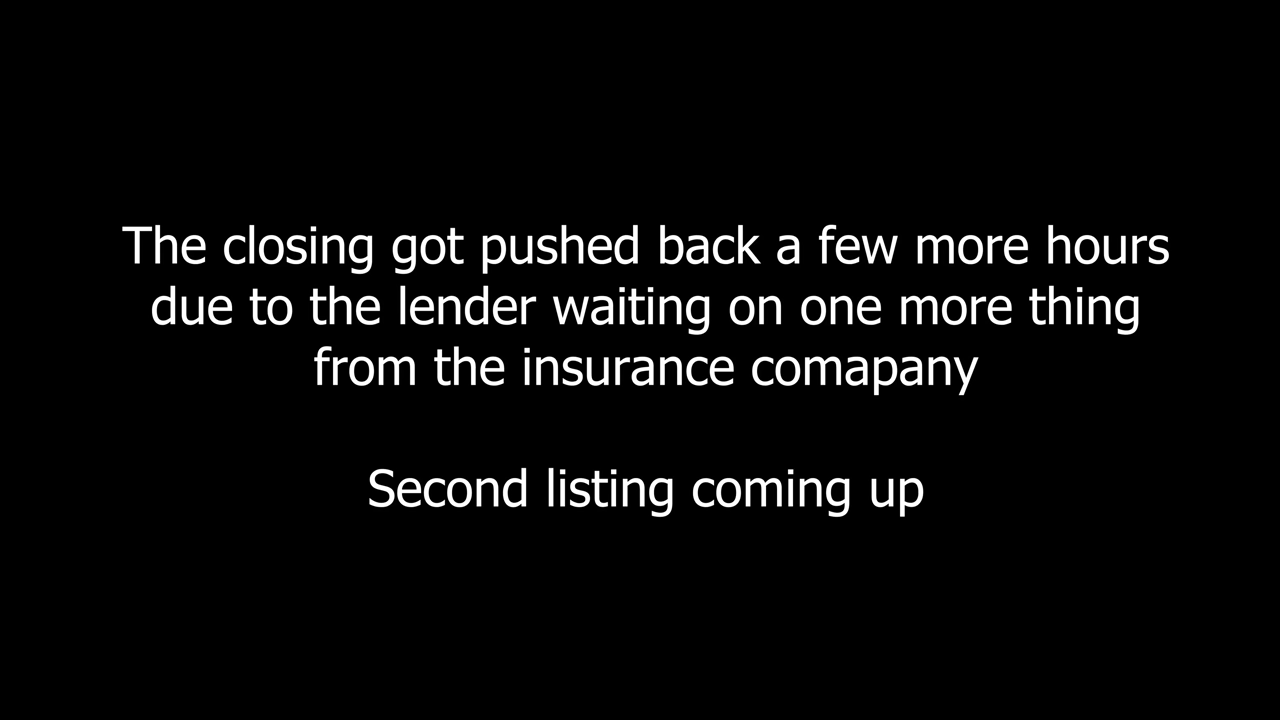 The closing got pushed back a few more hours
due to the lender waiting on one more thing
from the insurance comapany
Second listing coming up